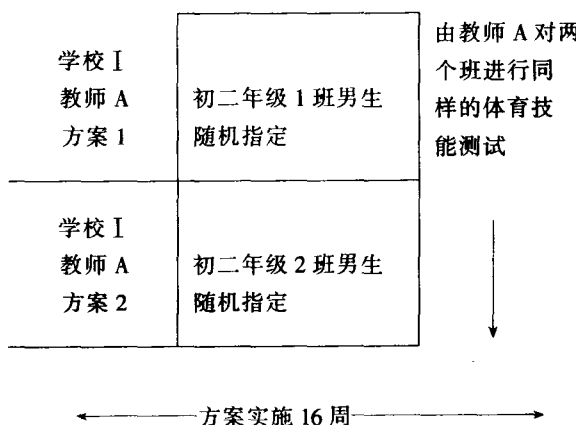 学校Ⅰ
教师 A
方案 1
初二年级 1 班男生
随机指定
由教师 A 对两
个班进行同
样的体育技
能测试
学校Ⅰ
教师 A
方案 2
初二年级 2 班男生
随机指定
方案实施 16 周